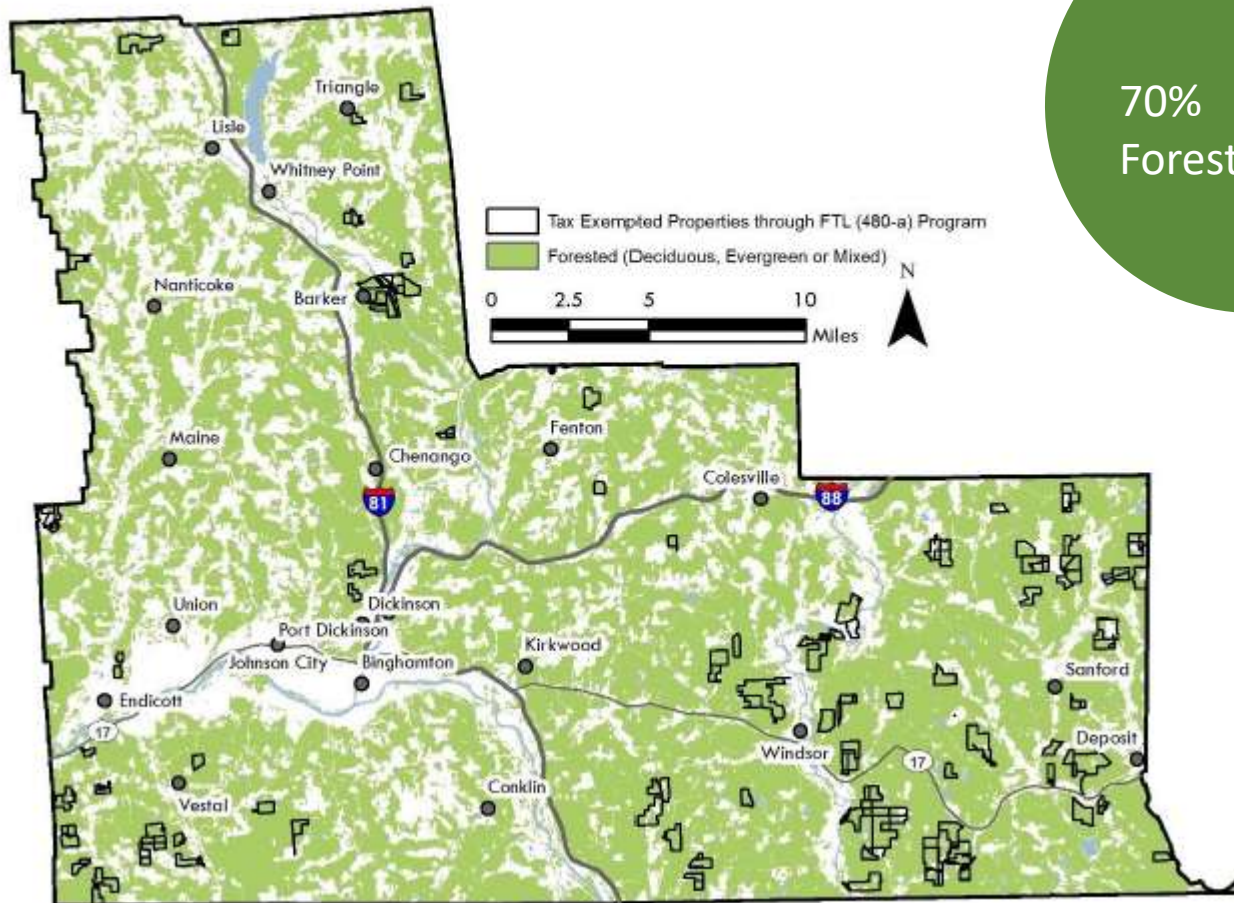 70%
Forest
Triangle
Lisle
Whitney Point
Tax Exempted Properties through FTL (480-a) Program
Forested (Deciduous, Evergreen or Mixed)
N
0 2.5 5 10
Miles
Nanticoke
Barker
Maine
Chenango
Fenton
Colesville
81
88
Union
Dickinson
Port Dickinson
Johnson City
Binghamton
Kirkwood
Endicott
17
Sanford
Windsor
Deposit
17
Vestal
Conklin